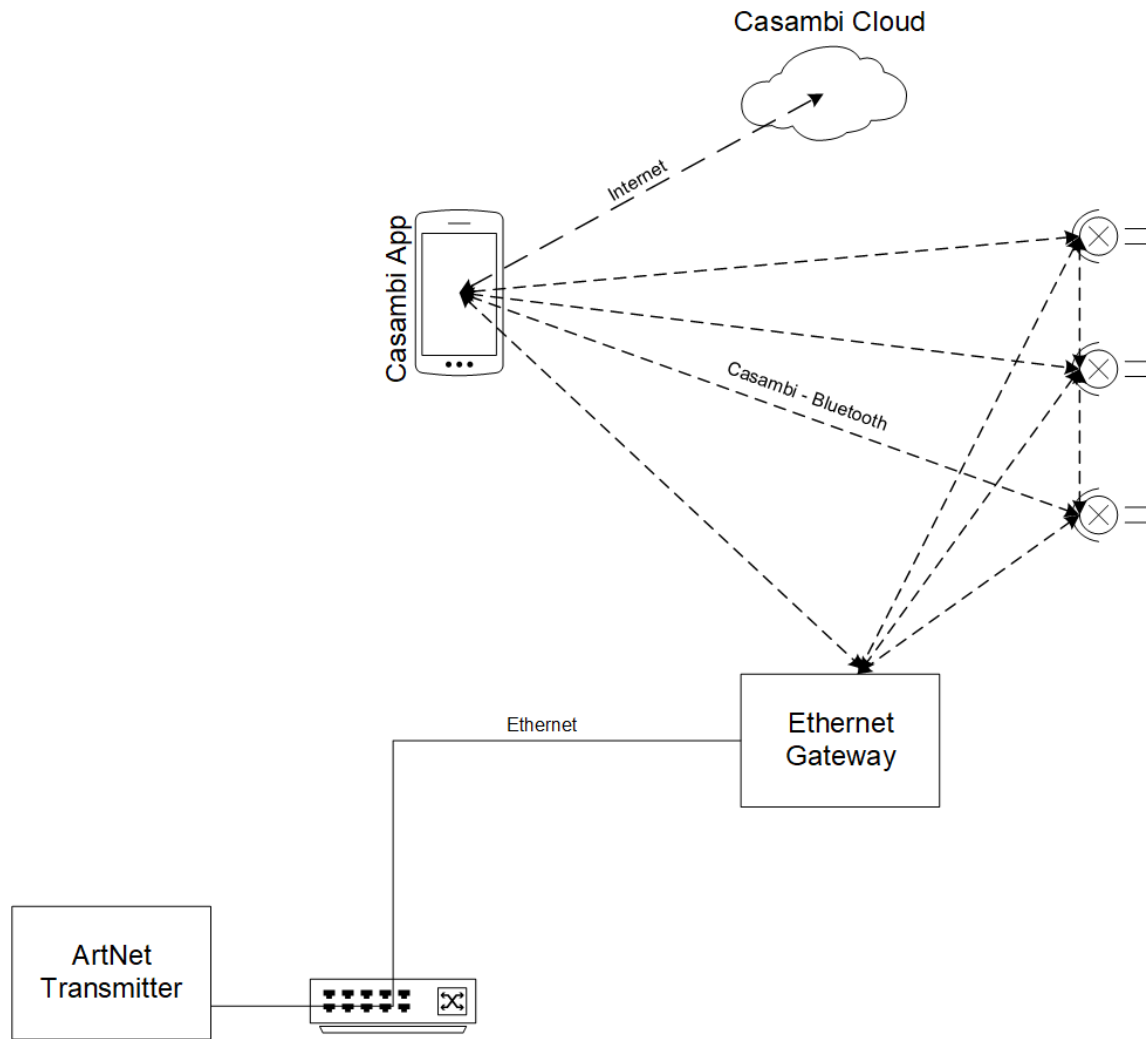 Casambi Cloud
Internet
Casambi App
Casambi - Bluetooth
Ethernet
Gateway
Ethernet
ArtNet
Transmitter